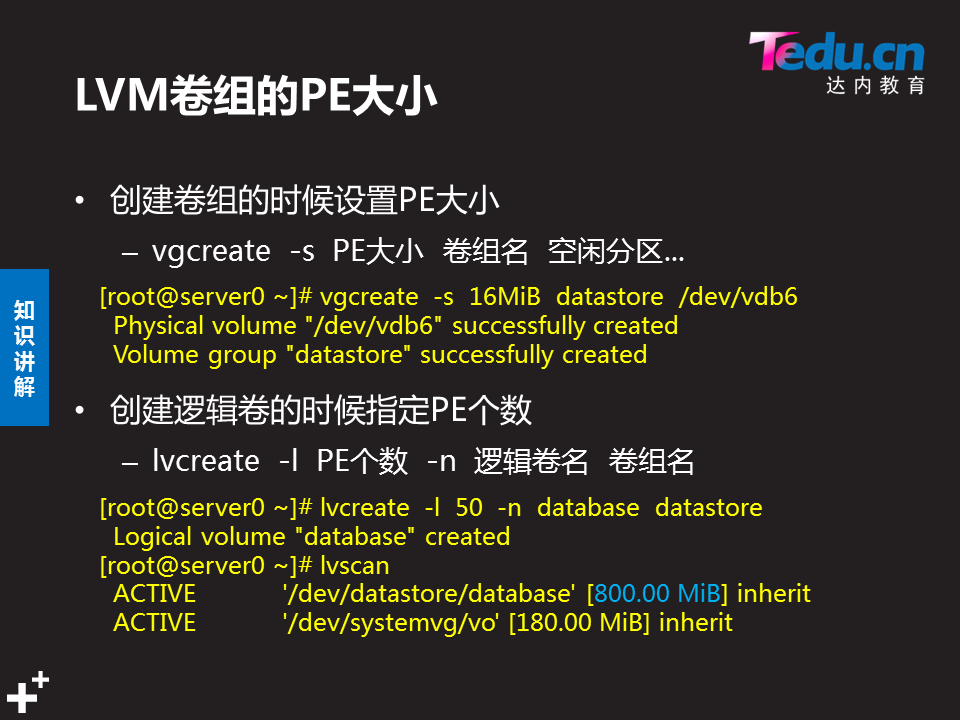 Tedu.cn
达内教育
LVM卷组的PE大小
• 创建卷组的时候设置PE大小
– vgcreate -s PE大小 卷组名 空闲分区...
[root@server0 ~]# vgcreate -s 16MiB datastore /dev/vdb6
Physical volume "/dev/vdb6" successfully created
Volume group "datastore" successfully created
知识讲解
• 创建逻辑卷的时候指定PE个数
– lvcreate -l PE个数 -n 逻辑卷名 卷组名
[root@server0 ~]# lvcreate -l 50 -n database datastore
Logical volume "database" created
[root@server0 ~]# lvscan
ACTIVE '/dev/datastore/database' [800.00 MiB] inherit
ACTIVE '/dev/systemvg/vo' [180.00 MiB] inherit